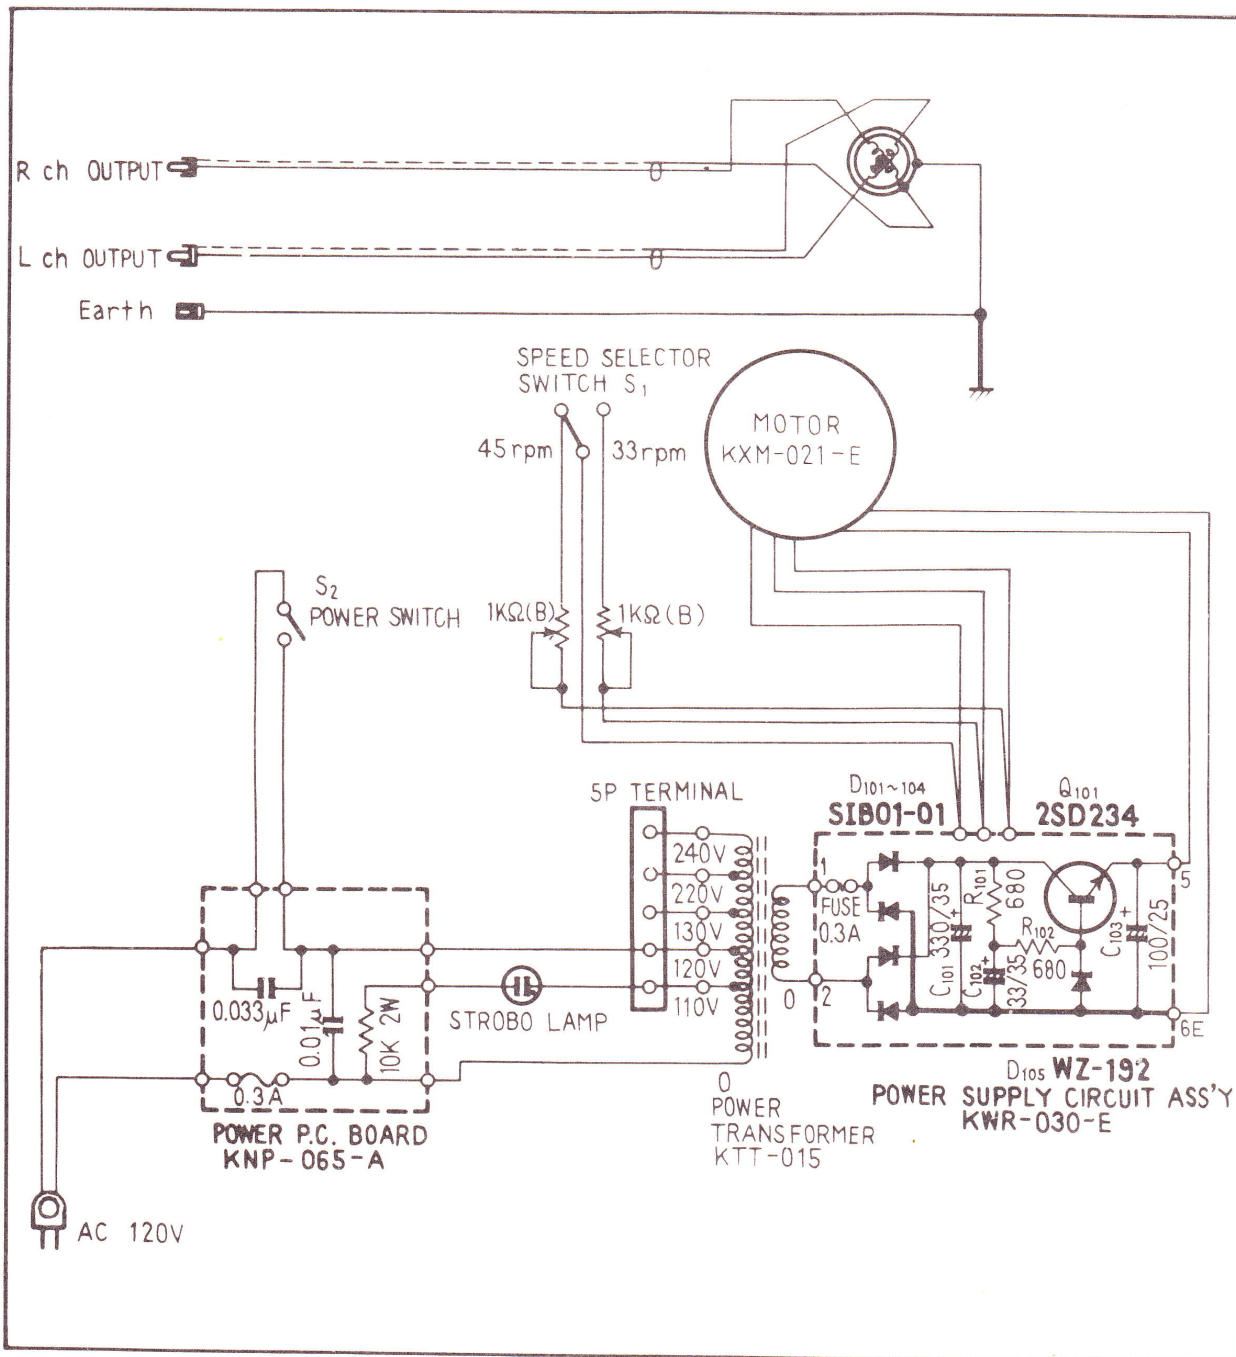 R ch OUTPUT
L ch OUTPUT
Earth
SPEED SELECTOR
SWITCH S1
45rpm
33rpm
MOTOR
KXM-021-E
S2
POWER SWITCH
1KΩ(B)
1KΩ(B)
5P TERMINAL
240V
220V
130V
120V
110V
D101~104
SIB01-01
Q101
2SD234
1
FUSE
0.3A
2
0
C101 330/35
R101 680
C102 33/35
R102
680
C103 100/25
5
6E
D105 WZ-192
POWER SUPPLY CIRCUIT ASS'Y
KWR-030-E
0.033µF
0.01µF
10K 2W
0.3A
STROBO LAMP
POWER P.C. BOARD
KNP-065-A
0
POWER
TRANSFORMER
KTT-015
AC 120V